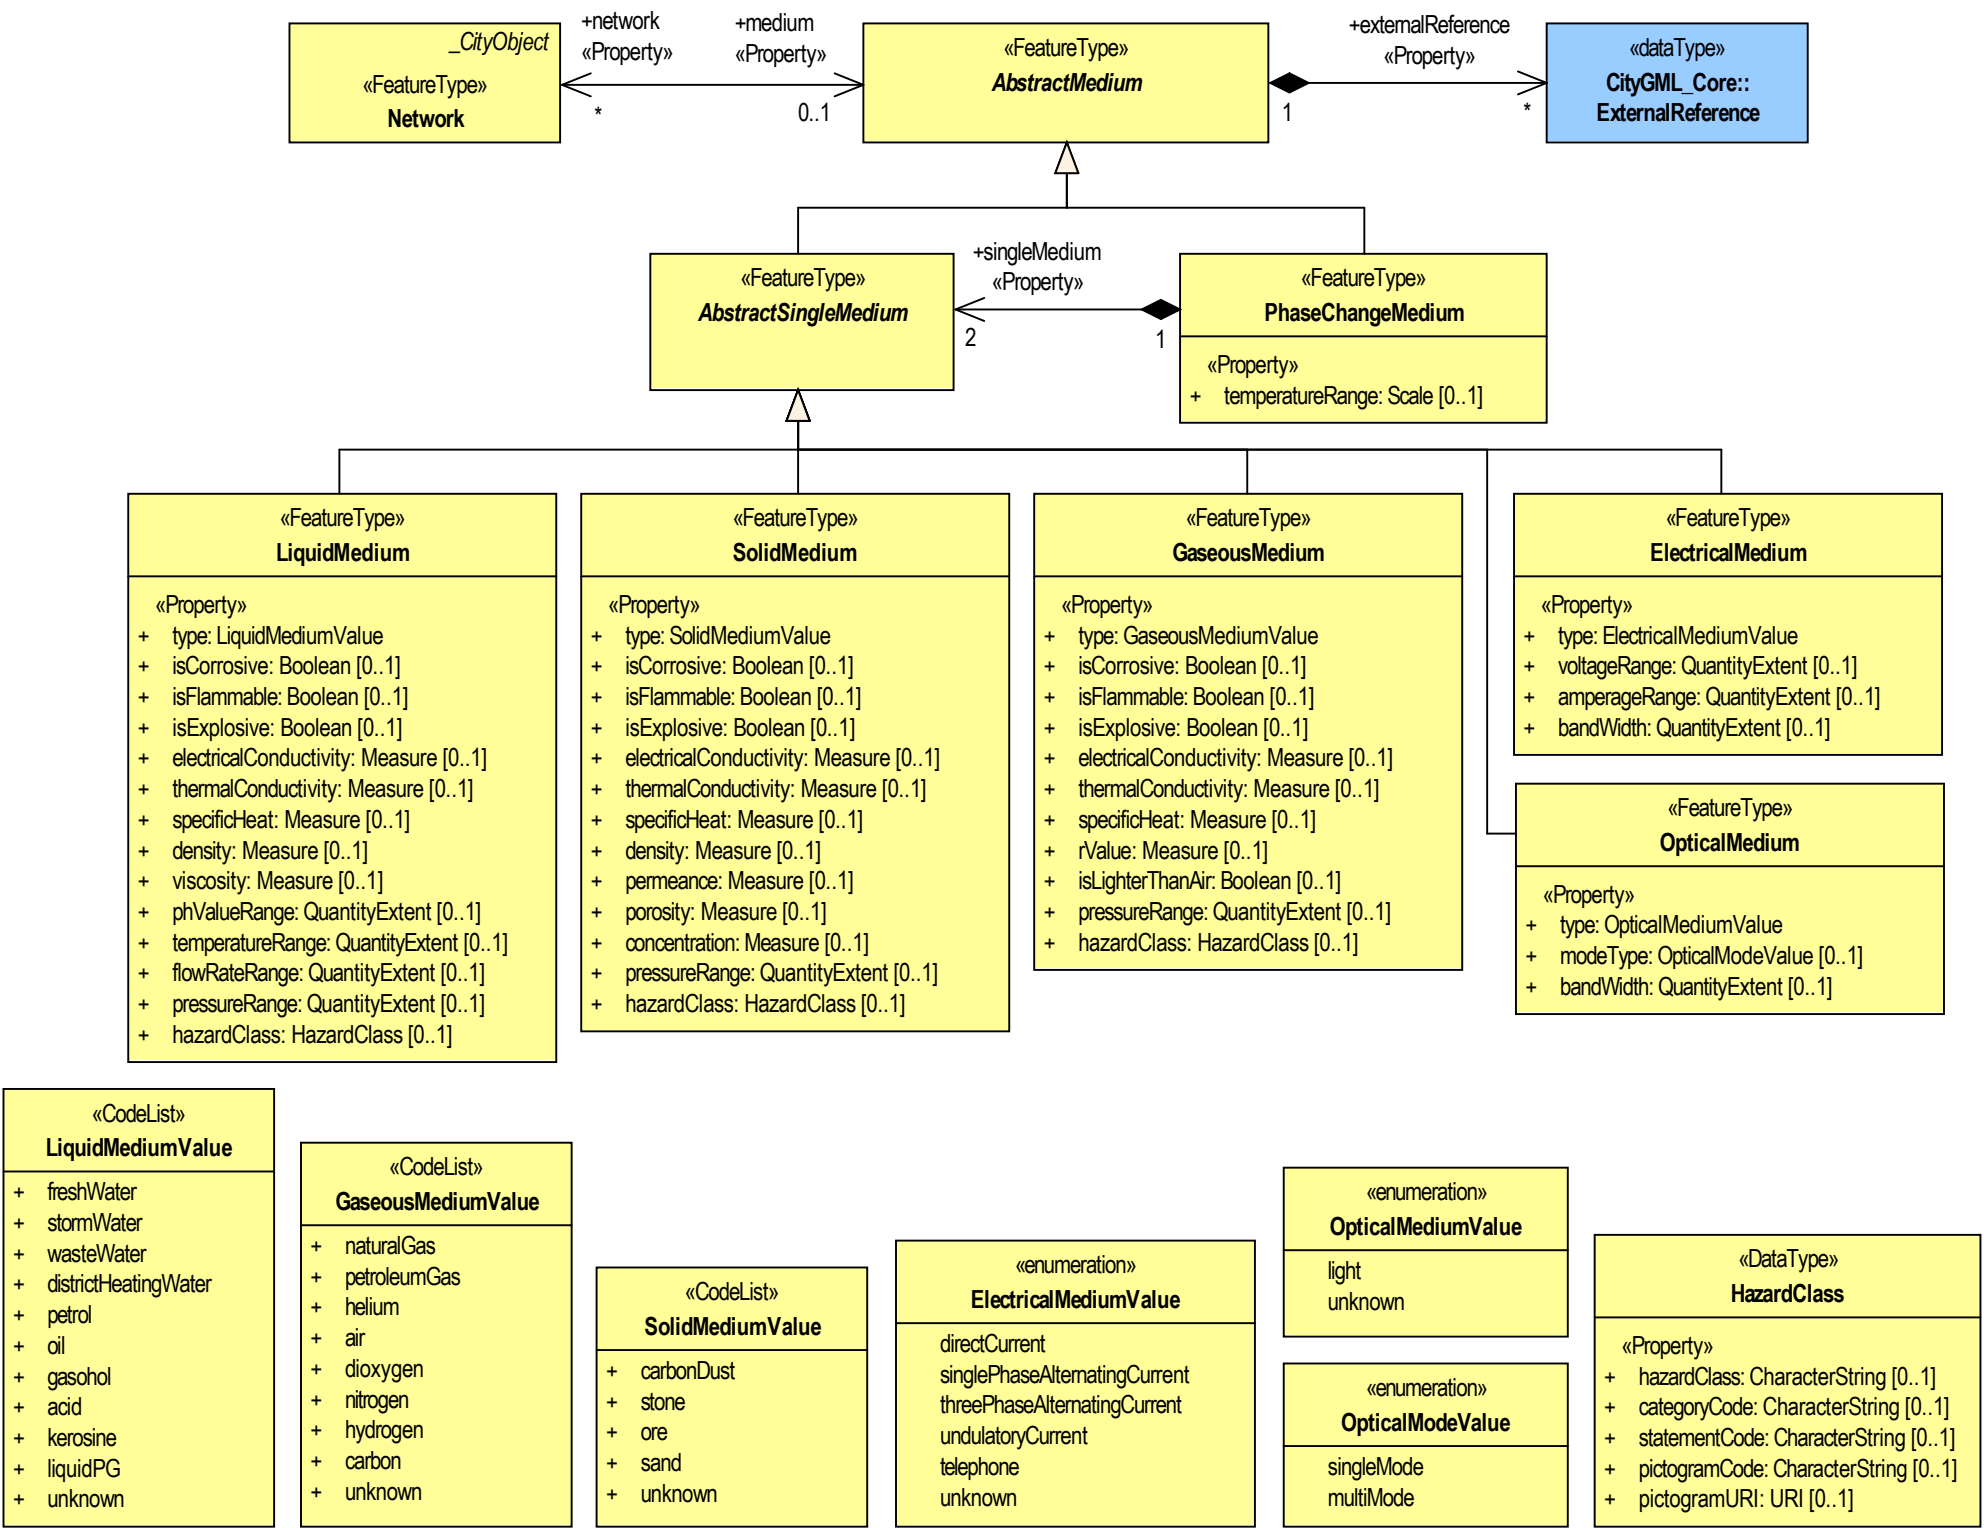 _CityObject
«FeatureType»
Network
+network
«Property»
*
+medium
«Property»
0..1
«FeatureType»
AbstractMedium
1
+externalReference
«Property»
*
«dataType»
CityGML_Core::
ExternalReference
«FeatureType»
AbstractSingleMedium
+singleMedium
«Property»
2
1
«FeatureType»
PhaseChangeMedium
«Property»
+ temperatureRange: Scale [0..1]
«FeatureType»
LiquidMedium
«Property»
+ type: LiquidMediumValue
+ isCorrosive: Boolean [0..1]
+ isFlammable: Boolean [0..1]
+ isExplosive: Boolean [0..1]
+ electricalConductivity: Measure [0..1]
+ thermalConductivity: Measure [0..1]
+ specificHeat: Measure [0..1]
+ density: Measure [0..1]
+ viscosity: Measure [0..1]
+ phValueRange: QuantityExtent [0..1]
+ temperatureRange: QuantityExtent [0..1]
+ flowRateRange: QuantityExtent [0..1]
+ pressureRange: QuantityExtent [0..1]
+ hazardClass: HazardClass [0..1]
«FeatureType»
SolidMedium
«Property»
+ type: SolidMediumValue
+ isCorrosive: Boolean [0..1]
+ isFlammable: Boolean [0..1]
+ isExplosive: Boolean [0..1]
+ electricalConductivity: Measure [0..1]
+ thermalConductivity: Measure [0..1]
+ specificHeat: Measure [0..1]
+ density: Measure [0..1]
+ permeance: Measure [0..1]
+ porosity: Measure [0..1]
+ concentration: Measure [0..1]
+ pressureRange: QuantityExtent [0..1]
+ hazardClass: HazardClass [0..1]
«FeatureType»
GaseousMedium
«Property»
+ type: GaseousMediumValue
+ isCorrosive: Boolean [0..1]
+ isFlammable: Boolean [0..1]
+ isExplosive: Boolean [0..1]
+ electricalConductivity: Measure [0..1]
+ thermalConductivity: Measure [0..1]
+ specificHeat: Measure [0..1]
+ rValue: Measure [0..1]
+ isLighterThanAir: Boolean [0..1]
+ pressureRange: QuantityExtent [0..1]
+ hazardClass: HazardClass [0..1]
«FeatureType»
ElectricalMedium
«Property»
+ type: ElectricalMediumValue
+ voltageRange: QuantityExtent [0..1]
+ amperageRange: QuantityExtent [0..1]
+ bandWidth: QuantityExtent [0..1]
«FeatureType»
OpticalMedium
«Property»
+ type: OpticalMediumValue
+ modeType: OpticalModeValue [0..1]
+ bandWidth: QuantityExtent [0..1]
«CodeList»
LiquidMediumValue
+ freshWater
+ stormWater
+ wasteWater
+ districtHeatingWater
+ petrol
+ oil
+ gasohol
+ acid
+ kerosine
+ liquidPG
+ unknown
«CodeList»
GaseousMediumValue
+ naturalGas
+ petroleumGas
+ helium
+ air
+ dioxygen
+ nitrogen
+ hydrogen
+ carbon
+ unknown
«CodeList»
SolidMediumValue
+ carbonDust
+ stone
+ ore
+ sand
+ unknown
«enumeration»
ElectricalMediumValue
directCurrent
singlePhaseAlternatingCurrent
threePhaseAlternatingCurrent
undulatoryCurrent
telephone
unknown
«enumeration»
OpticalMediumValue
light
unknown
«enumeration»
OpticalModeValue
singleMode
multiMode
«DataType»
HazardClass
«Property»
+ hazardClass: CharacterString [0..1]
+ categoryCode: CharacterString [0..1]
+ statementCode: CharacterString [0..1]
+ pictogramCode: CharacterString [0..1]
+ pictogramURI: URI [0..1]